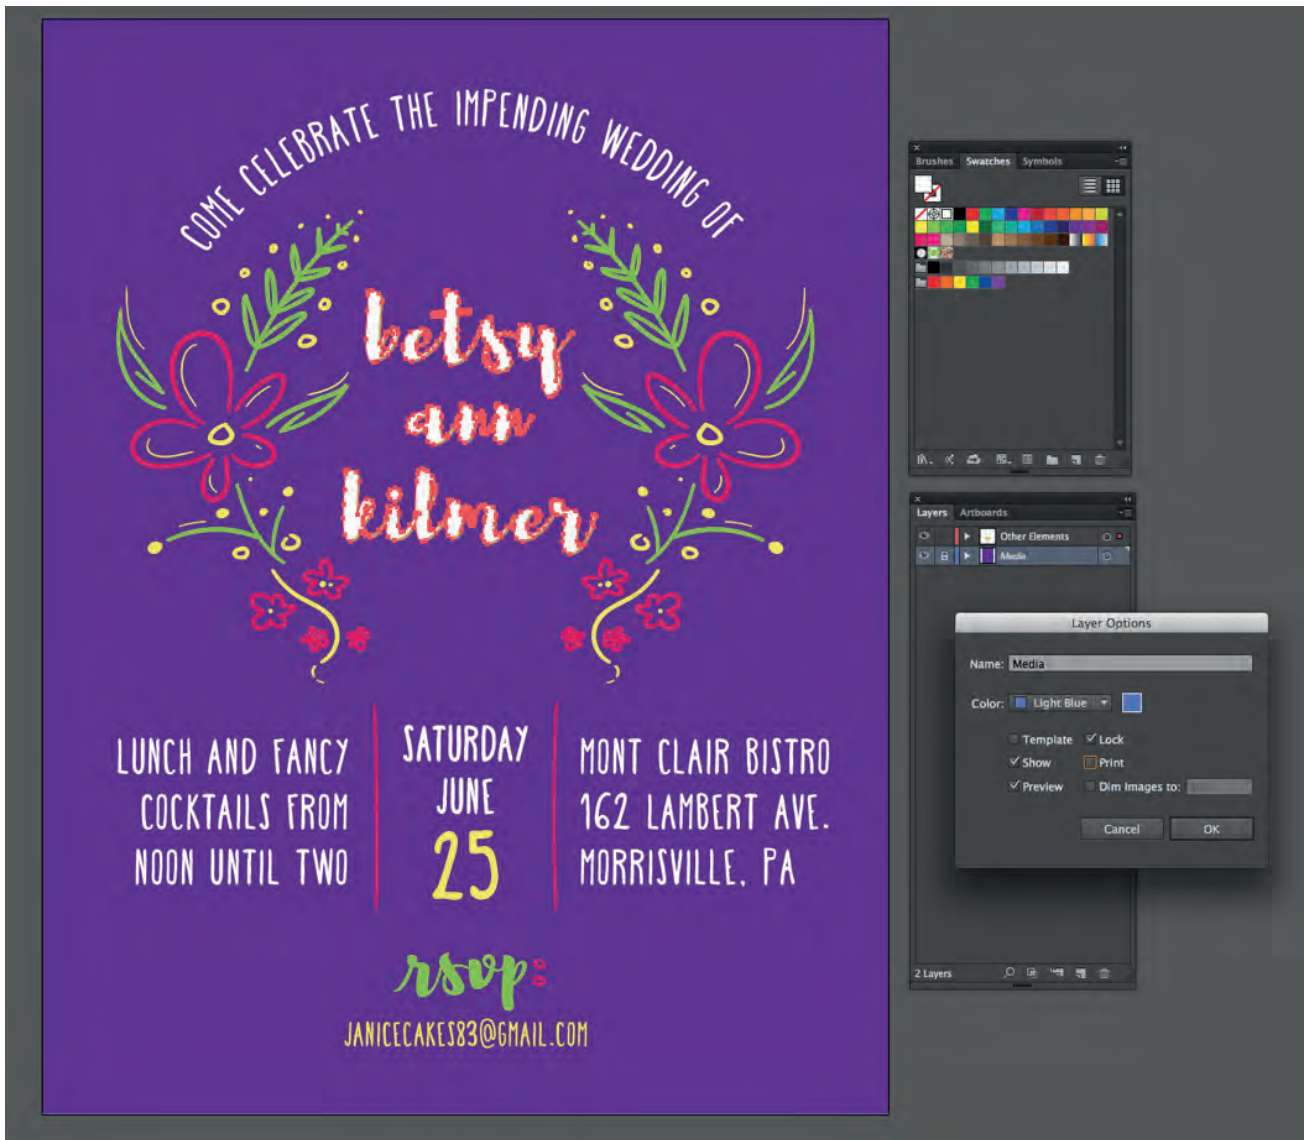 COME CELEBRATE THE IMPENDING WEDDING OF
betsy
ann
kilmer
LUNCH AND FANCY
COCKTAILS FROM
NOON UNTIL TWO
SATURDAY
JUNE
25
MONT CLAIR BISTRO
162 LAMBERT AVE.
MORRISVILLE, PA
rsvp:
JANICECAKES83@GMAIL.COM
Brushes Swatches Symbols
Layers Artboards
Other Elements
Media
Layer Options
Name: Media
Color: Light Blue
Template Lock
Show Print
Preview Dim Images to:
Cancel OK
2 Layers